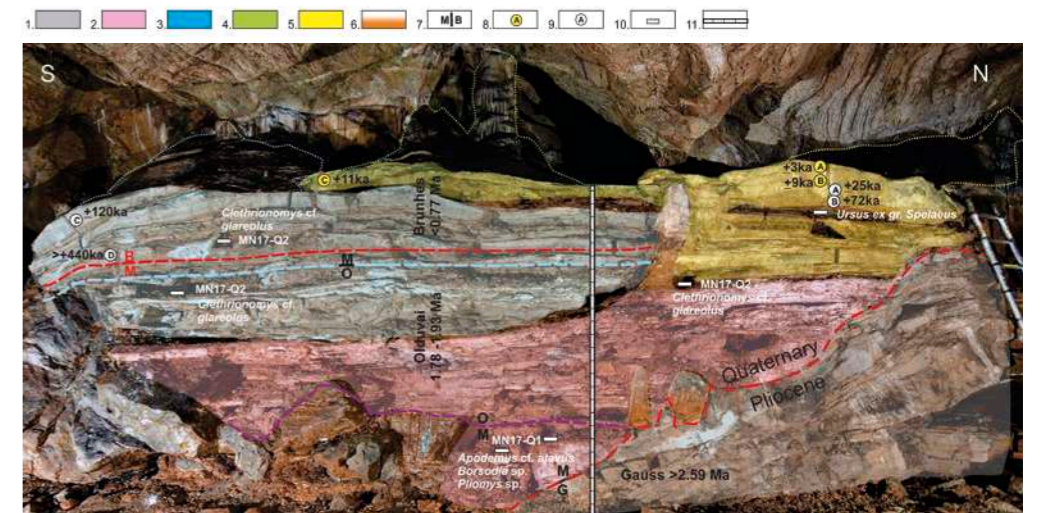 1. 2. 3. 4. 5. 6. 7. M B 8. A 9. A 10. 11.
S
N
+3ka A
+9ka B
A +25ka
B +72ka
C +11ka
Ursus ex gr. Spelaeus
C +120ka
Clethrionomys cf.
glareolus
MN17-Q2
Brunhes
>0.77 Ma
>+440ka D
B
M
M
O
MN17-Q2
Clethrionomys cf.
glareolus
MN17-Q2
Clethrionomys cf.
glareolus
Olduvai
1.78 - 1.93 Ma
Quaternary
Pliocene
O
M
MN17-Q1
Apodemus cf. atavus
Borsodia sp.
Pliomys sp.
M
G
Gauss >2.59 Ma